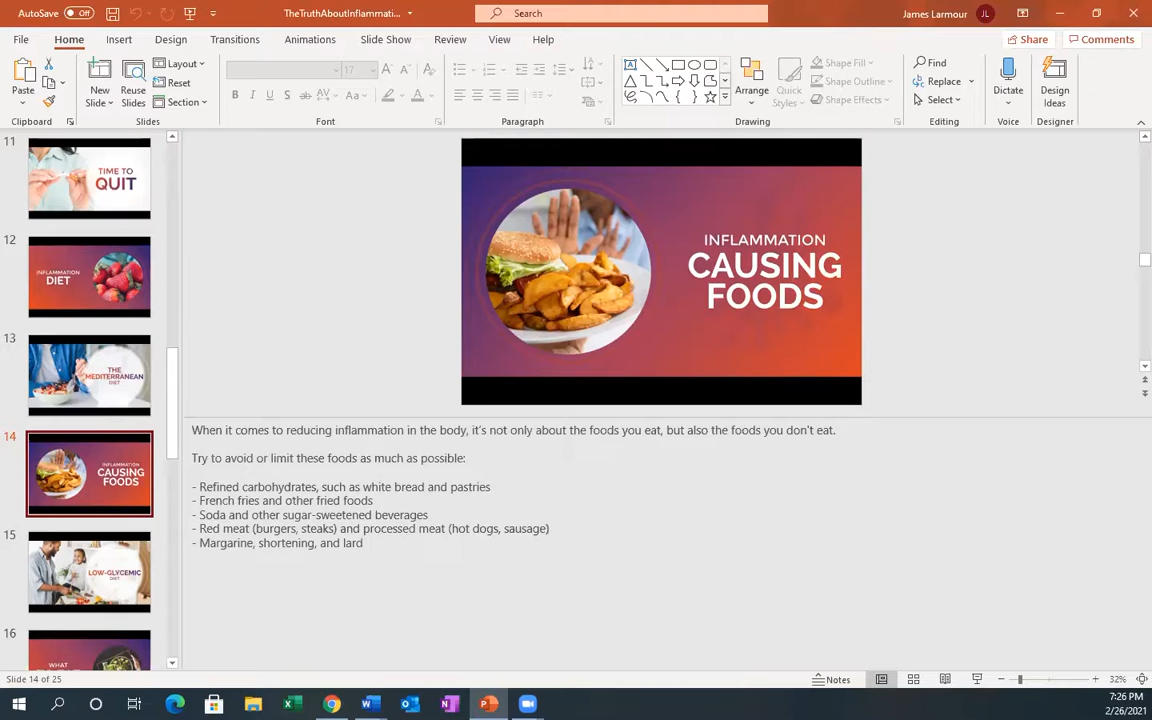 AutoSave Off TheTruthAboutInflammati... Search James Larmour JL
File Home Insert Design Transitions Animations Slide Show Review View Help Share Comments
Paste New Slides Reuse Slides Layout Reset Section
17
B I U S ab AV Aa A
Arrange Quick Styles Shape Fill Shape Outline Shape Effects
Find Replace Select Dictate Design Ideas
Clipboard Slides Font Paragraph Drawing Editing Voice Designer
11
TIME TO
QUIT
12
INFLAMMATION
DIET
13
THE
MEDITERRANEAN
DIET
14
INFLAMMATION
CAUSING
FOODS
15
LOW-GLYCEMIC
DIET
16
WHAT
INFLAMMATION
CAUSING
FOODS
When it comes to reducing inflammation in the body, it's not only about the foods you eat, but also the foods you don't eat.
Try to avoid or limit these foods as much as possible:
- Refined carbohydrates, such as white bread and pastries
- French fries and other fried foods
- Soda and other sugar-sweetened beverages
- Red meat (burgers, steaks) and processed meat (hot dogs, sausage)
- Margarine, shortening, and lard
Slide 14 of 25 Notes 32%
7:26 PM
2/26/2021